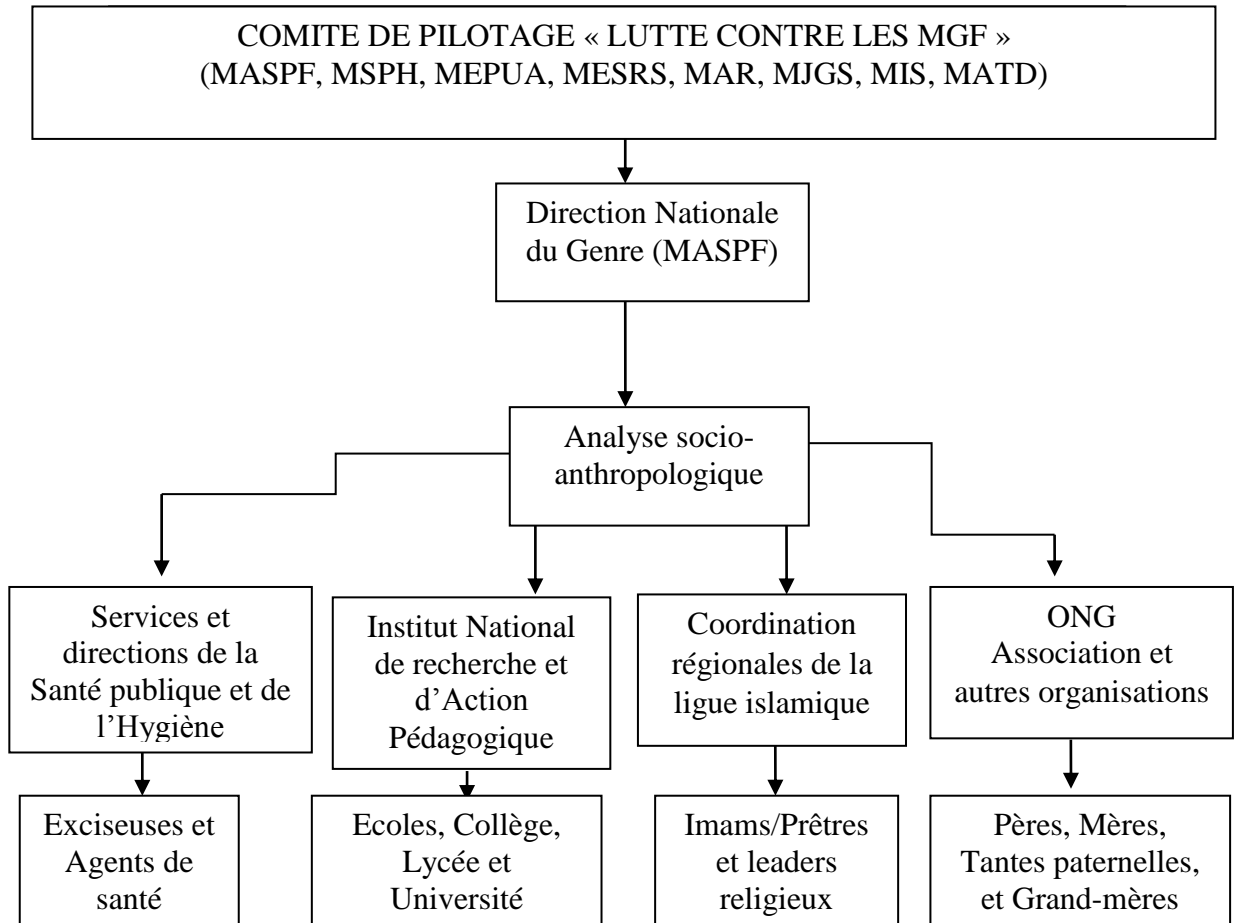 COMITE DE PILOTAGE « LUTTE CONTRE LES MGF »
(MASPF, MSPH, MEPUA, MESRS, MAR, MJGS, MIS, MATD)
Direction Nationale
du Genre (MASPF)
Analyse socio-
anthropologique
Services et
directions de la
Santé publique et de
l’Hygiène
Institut National
de recherche et
d’Action
Pédagogique
Coordination
régionales de la
ligue islamique
ONG
Association et
autres organisations
Exciseuses et
Agents de
santé
Ecoles, Collège,
Lycée et
Université
Imams/Prêtres
et leaders
religieux
Pères, Mères,
Tantes paternelles,
et Grand-mères